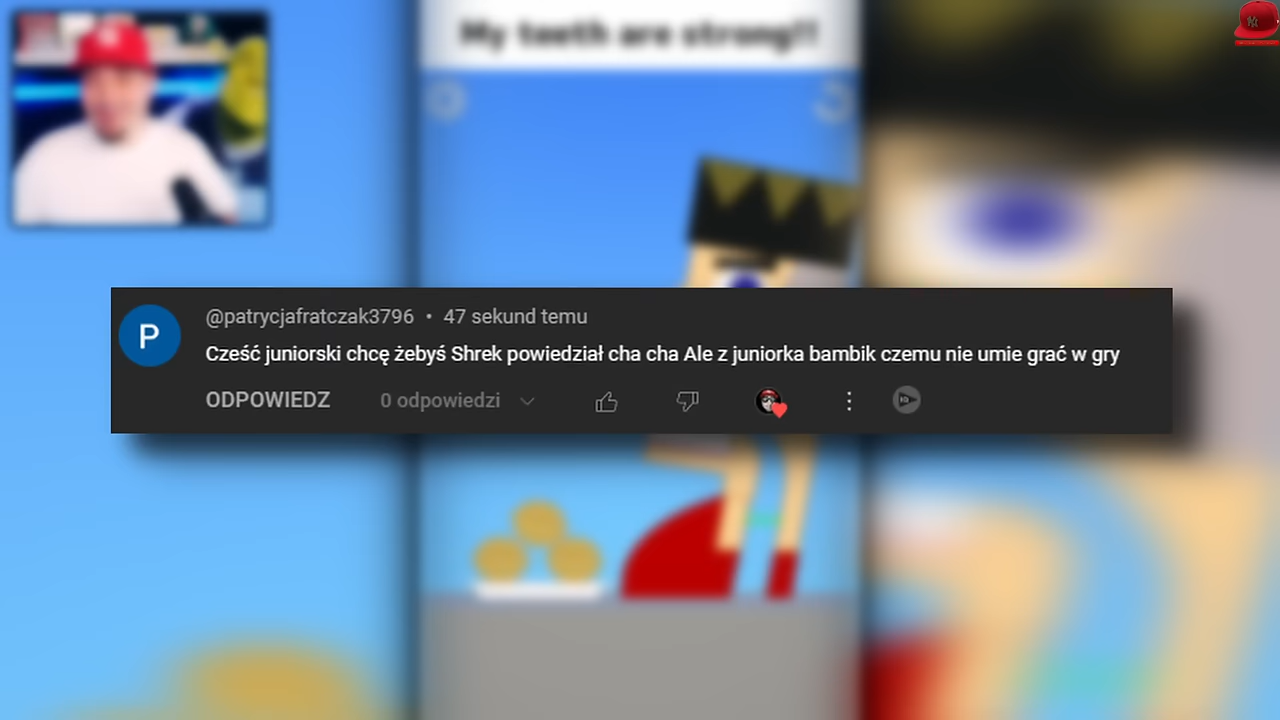 My teeth are strong!!
@patrycjafratczak3796 • 47 sekund temu
Cześć juniorski chcę żebyś Shrek powiedział cha cha Ale z juniorka bambik czemu nie umie grać w gry
ODPOWIEDZ 0 odpowiedzi